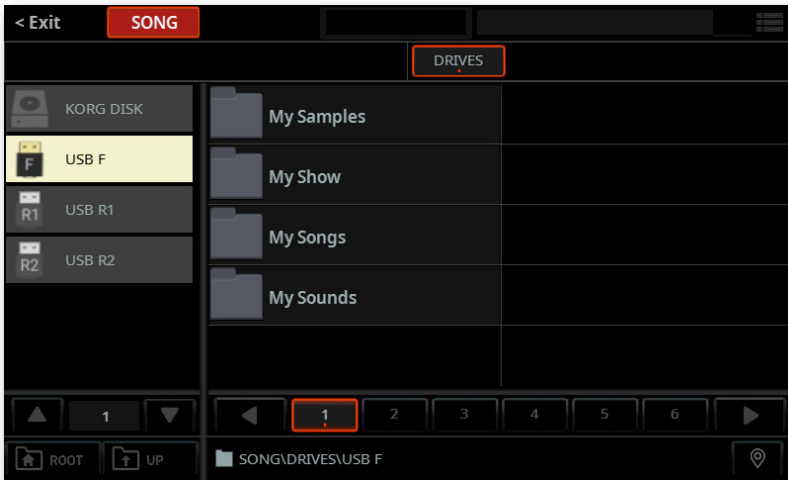 < Exit SONG
DRIVES
KORG DISK
My Samples
F USB F
My Show
R1 USB R1
My Songs
R2 USB R2
My Sounds
1 1 2 3 4 5 6
ROOT UP SONG\DRIVES\USB F